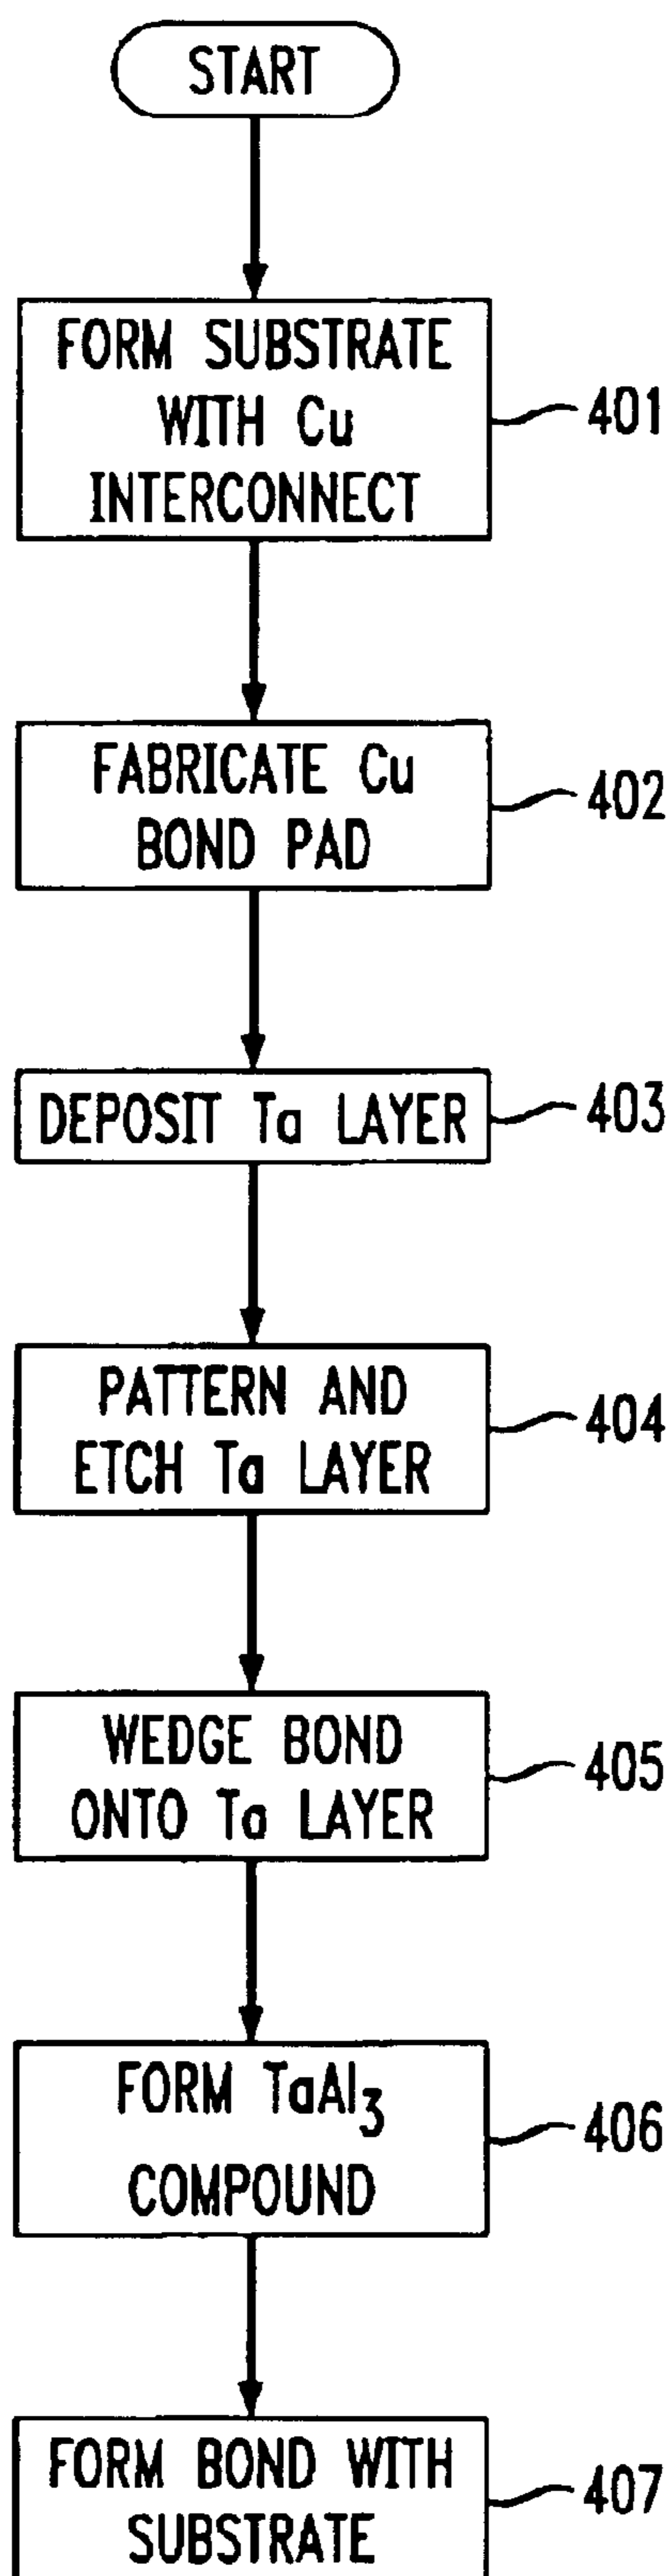 START
FORM SUBSTRATE
WITH Cu
INTERCONNECT
401
FABRICATE Cu
BOND PAD
402
DEPOSIT Ta LAYER
403
PATTERN AND
ETCH Ta LAYER
404
WEDGE BOND
ONTO Ta LAYER
405
FORM TaAl₃
COMPOUND
406
FORM BOND WITH
SUBSTRATE
407